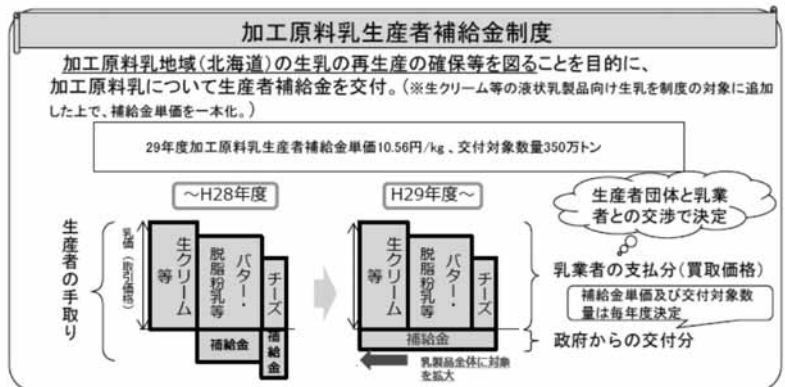 加工原料乳生産者補給金制度
加工原料乳地域(北海道)の生乳の再生産の確保等を図ることを目的に、
加工原料乳について生産者補給金を交付。(※生クリーム等の液状乳製品向け生乳を制度の対象に追加
した上で、補給金単価を一本化。)
29年度加工原料乳生産者補給金単価10.56円/kg、交付対象数量350万トン
~H28年度
H29年度~
生産者団体と乳業
者との交渉で決定
生産者の手取り
乳価(取引価格)
生クリーム
等
バター・
脱脂粉乳等
チーズ
補給金
補給金
生クリーム
等
バター・
脱脂粉乳等
チーズ
補給金
乳製品全体に対象
を拡大
乳業者の支払分(買取価格)
補給金単価及び交付対象数
量は毎年度決定
政府からの交付分